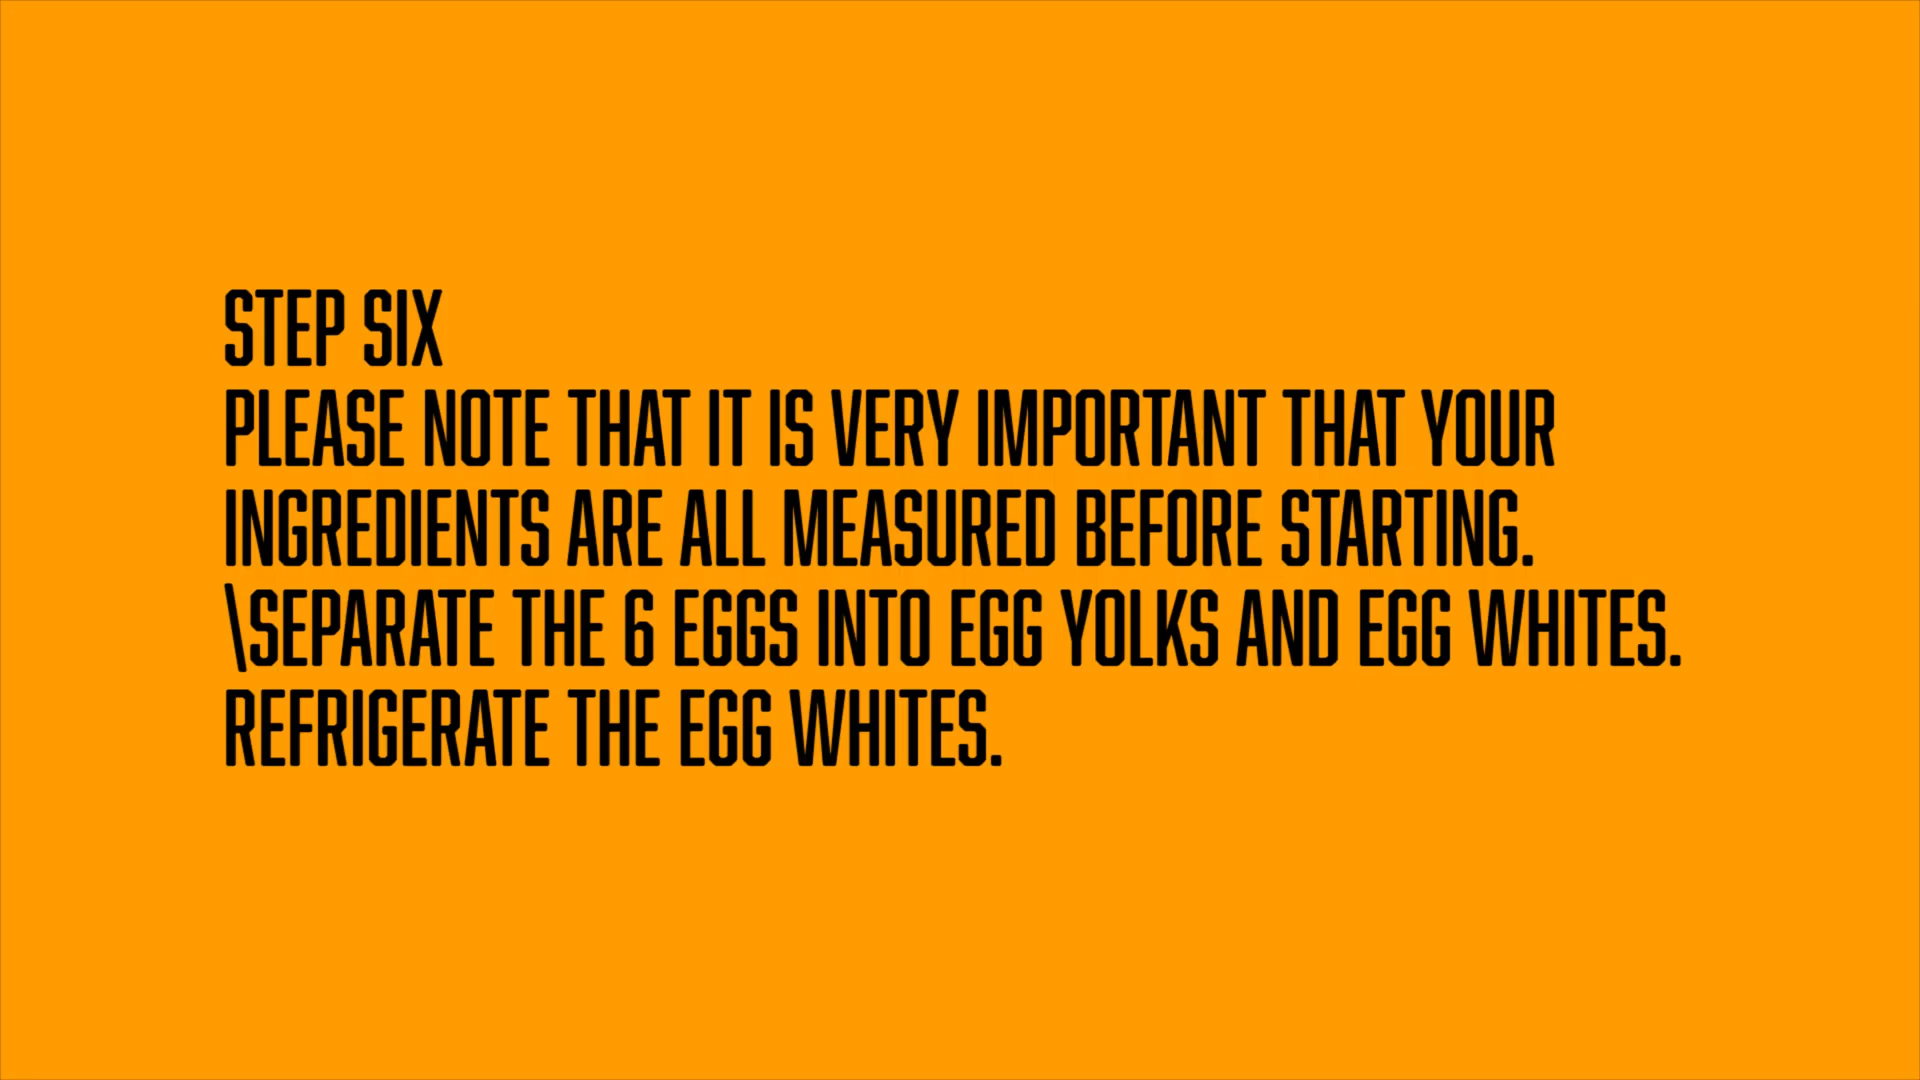 STEP SIX
PLEASE NOTE THAT IT IS VERY IMPORTANT THAT YOUR
INGREDIENTS ARE ALL MEASURED BEFORE STARTING.
\SEPARATE THE 6 EGGS INTO EGG YOLKS AND EGG WHITES.
REFRIGERATE THE EGG WHITES.